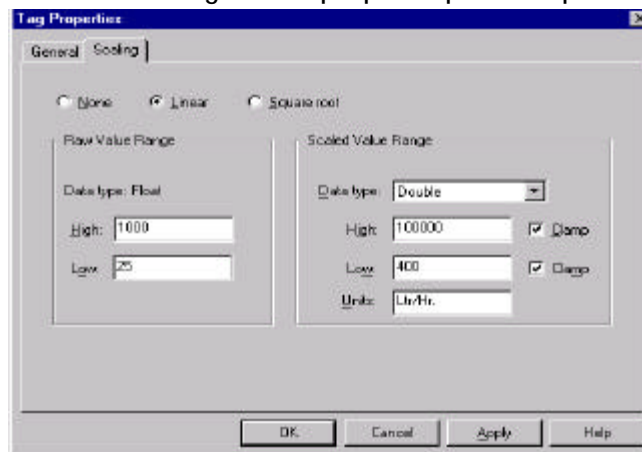 Tag Properties
General Scaling
None Linear Square root
Raw Value Range
Data type: Float
High: 1000
Low: 25
Scaled Value Range
Data type: Double
High: 100000 Clamp
Low: 400 Clamp
Units: Ltr/Hr.
OK Cancel Apply Help